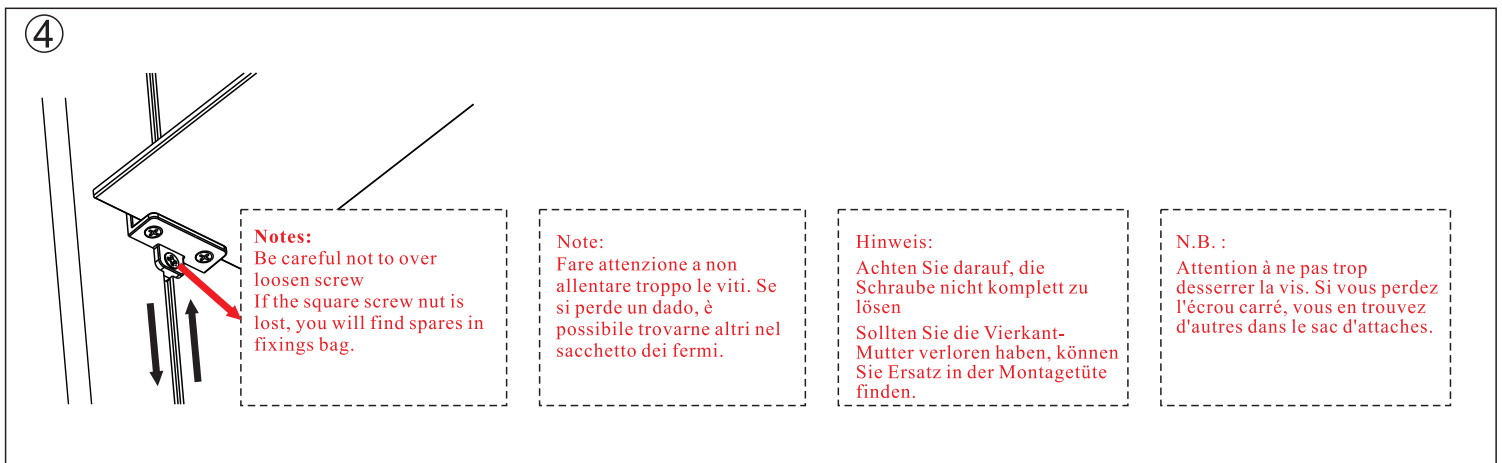 ④
Notes:
Be careful not to over
loosen screw
If the square screw nut is
lost, you will find spares in
fixings bag.
Note:
Fare attenzione a non
allentare troppo le viti. Se
si perde un dado, è
possibile trovarne altri nel
sacchetto dei fermi.
Hinweis:
Achten Sie darauf, die
Schraube nicht komplett zu
lösen
Sollten Sie die Vierkant-
Mutter verloren haben, können
Sie Ersatz in der Montagetüte
finden.
N.B. :
Attention à ne pas trop
desserrer la vis. Si vous perdez
l'écrou carré, vous en trouvez
d'autres dans le sac d'attaches.